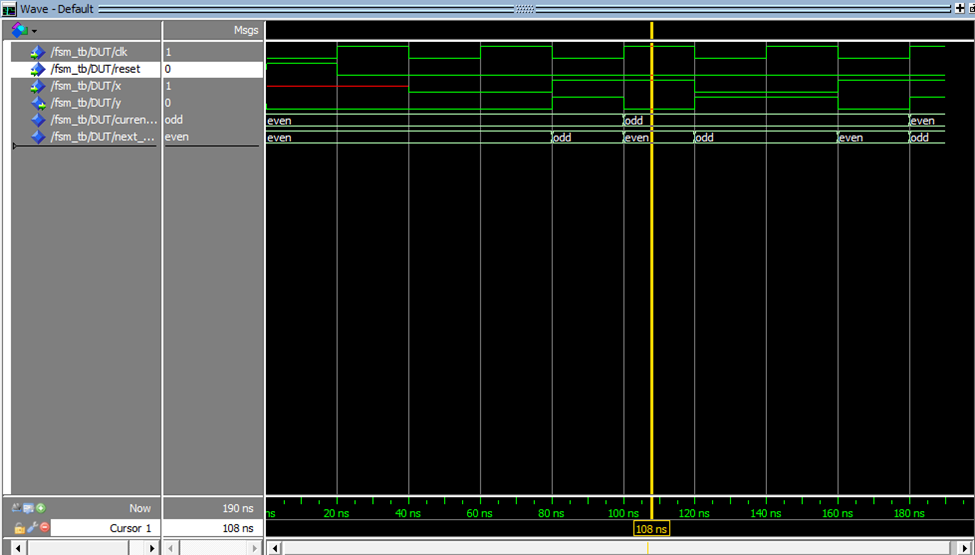 Wave - Default
Msgs
/fsm_tb/DUT/clk 1
/fsm_tb/DUT/reset 0
/fsm_tb/DUT/x 1
/fsm_tb/DUT/y 0
/fsm_tb/DUT/curren... odd even odd even
/fsm_tb/DUT/next_... even even odd even odd even odd
Now 190 ns ns 20 ns 40 ns 60 ns 80 ns 100 ns 120 ns 140 ns 160 ns 180 ns
Cursor 1 108 ns 108 ns